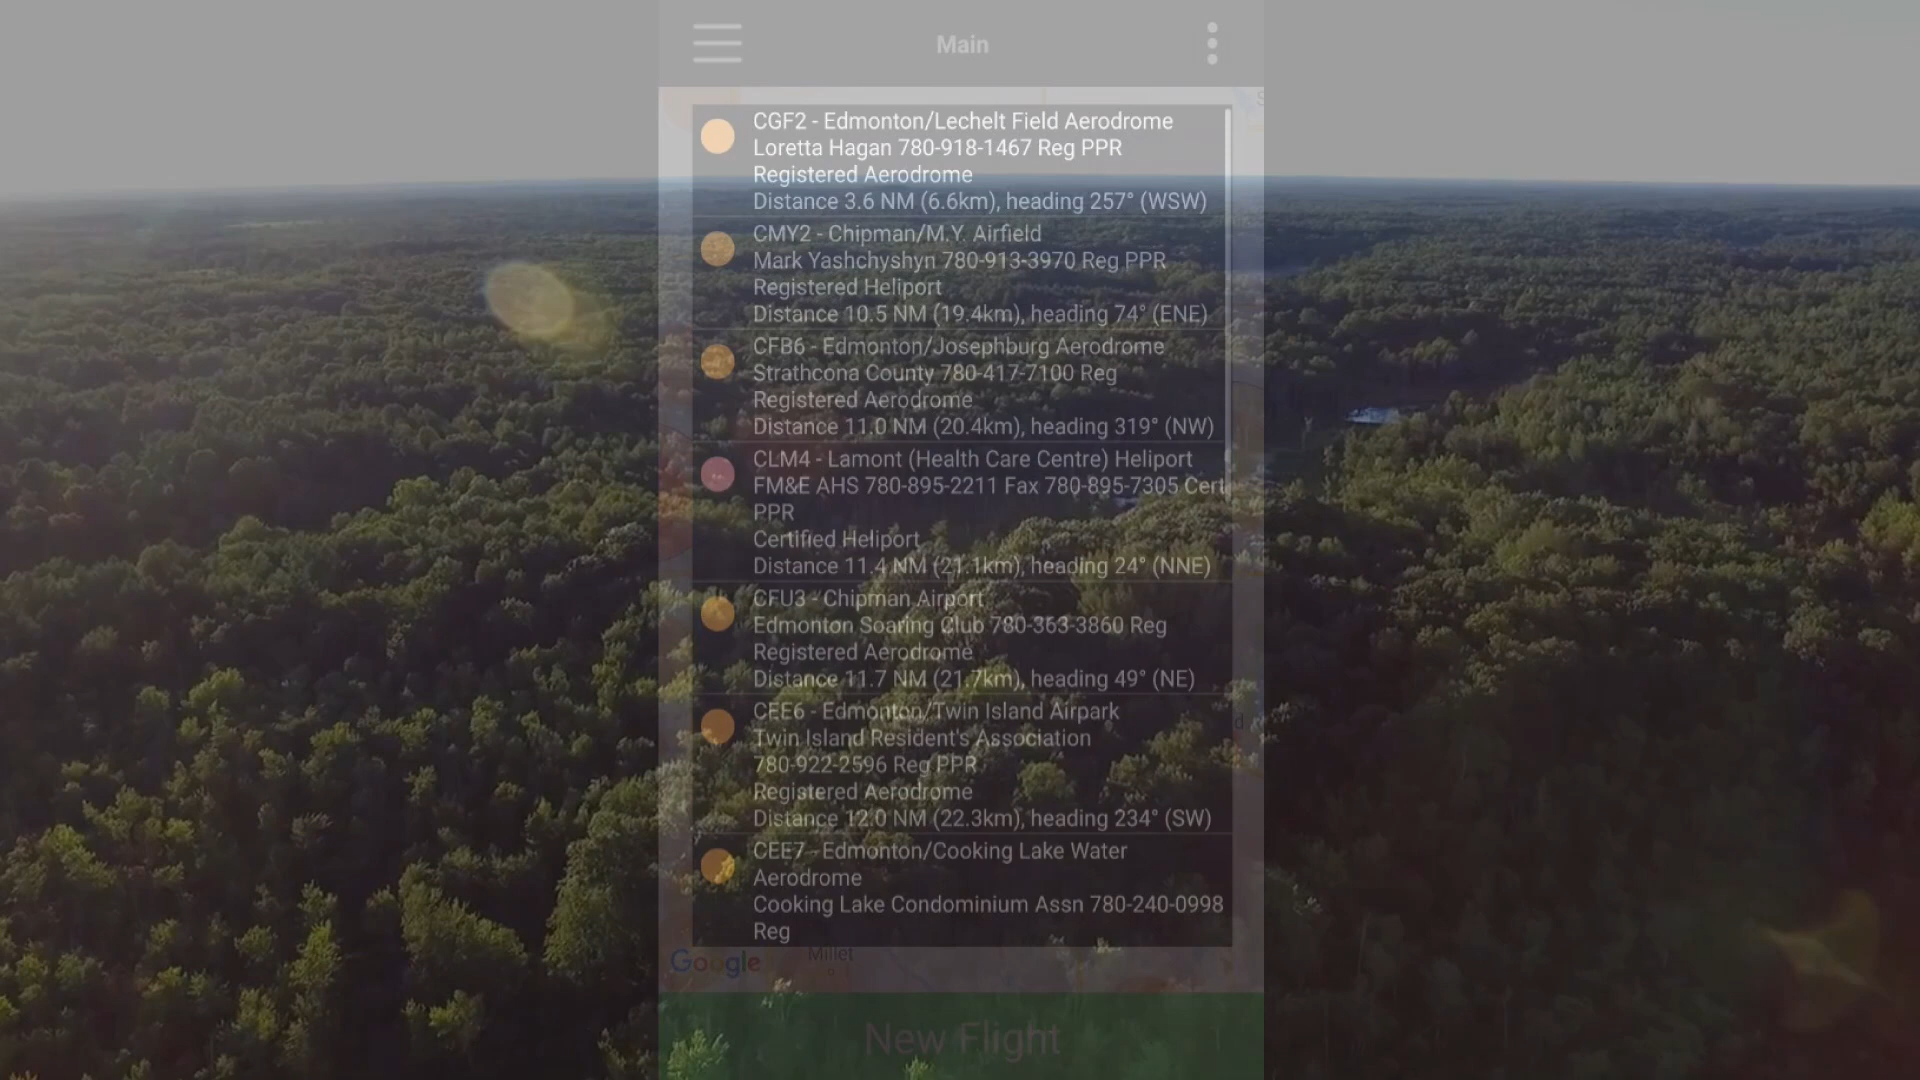 Main
CGF2 - Edmonton/Lechelt Field Aerodrome
Loretta Hagan 780-918-1467 Reg PPR
Registered Aerodrome
Distance 3.6 NM (6.6km), heading 257° (WSW)
CMY2 - Chipman/M.Y. Airfield
Mark Yashchyshyn 780-913-3970 Reg PPR
Registered Heliport
Distance 10.5 NM (19.4km), heading 74° (ENE)
CFB6 - Edmonton/Josephburg Aerodrome
Strathcona County 780-417-7100 Reg
Registered Aerodrome
Distance 11.0 NM (20.4km), heading 319° (NW)
CLM4 - Lamont (Health Care Centre) Heliport
FM&E AHS 780-895-2211 Fax 780-895-7305 Cert
PPR
Certified Heliport
Distance 11.4 NM (21.1km), heading 24° (NNE)
CFU3 - Chipman Airport
Edmonton Soaring Club 780-363-3860 Reg
Registered Aerodrome
Distance 11.7 NM (21.7km), heading 49° (NE)
CEE6 - Edmonton/Twin Island Airpark
Twin Island Resident's Association
780-922-2596 Reg PPR
Registered Aerodrome
Distance 12.0 NM (22.3km), heading 234° (SW)
CEE7 - Edmonton/Cooking Lake Water
Aerodrome
Cooking Lake Condominium Assn 780-240-0998
Reg
Google
Millet
New Flight